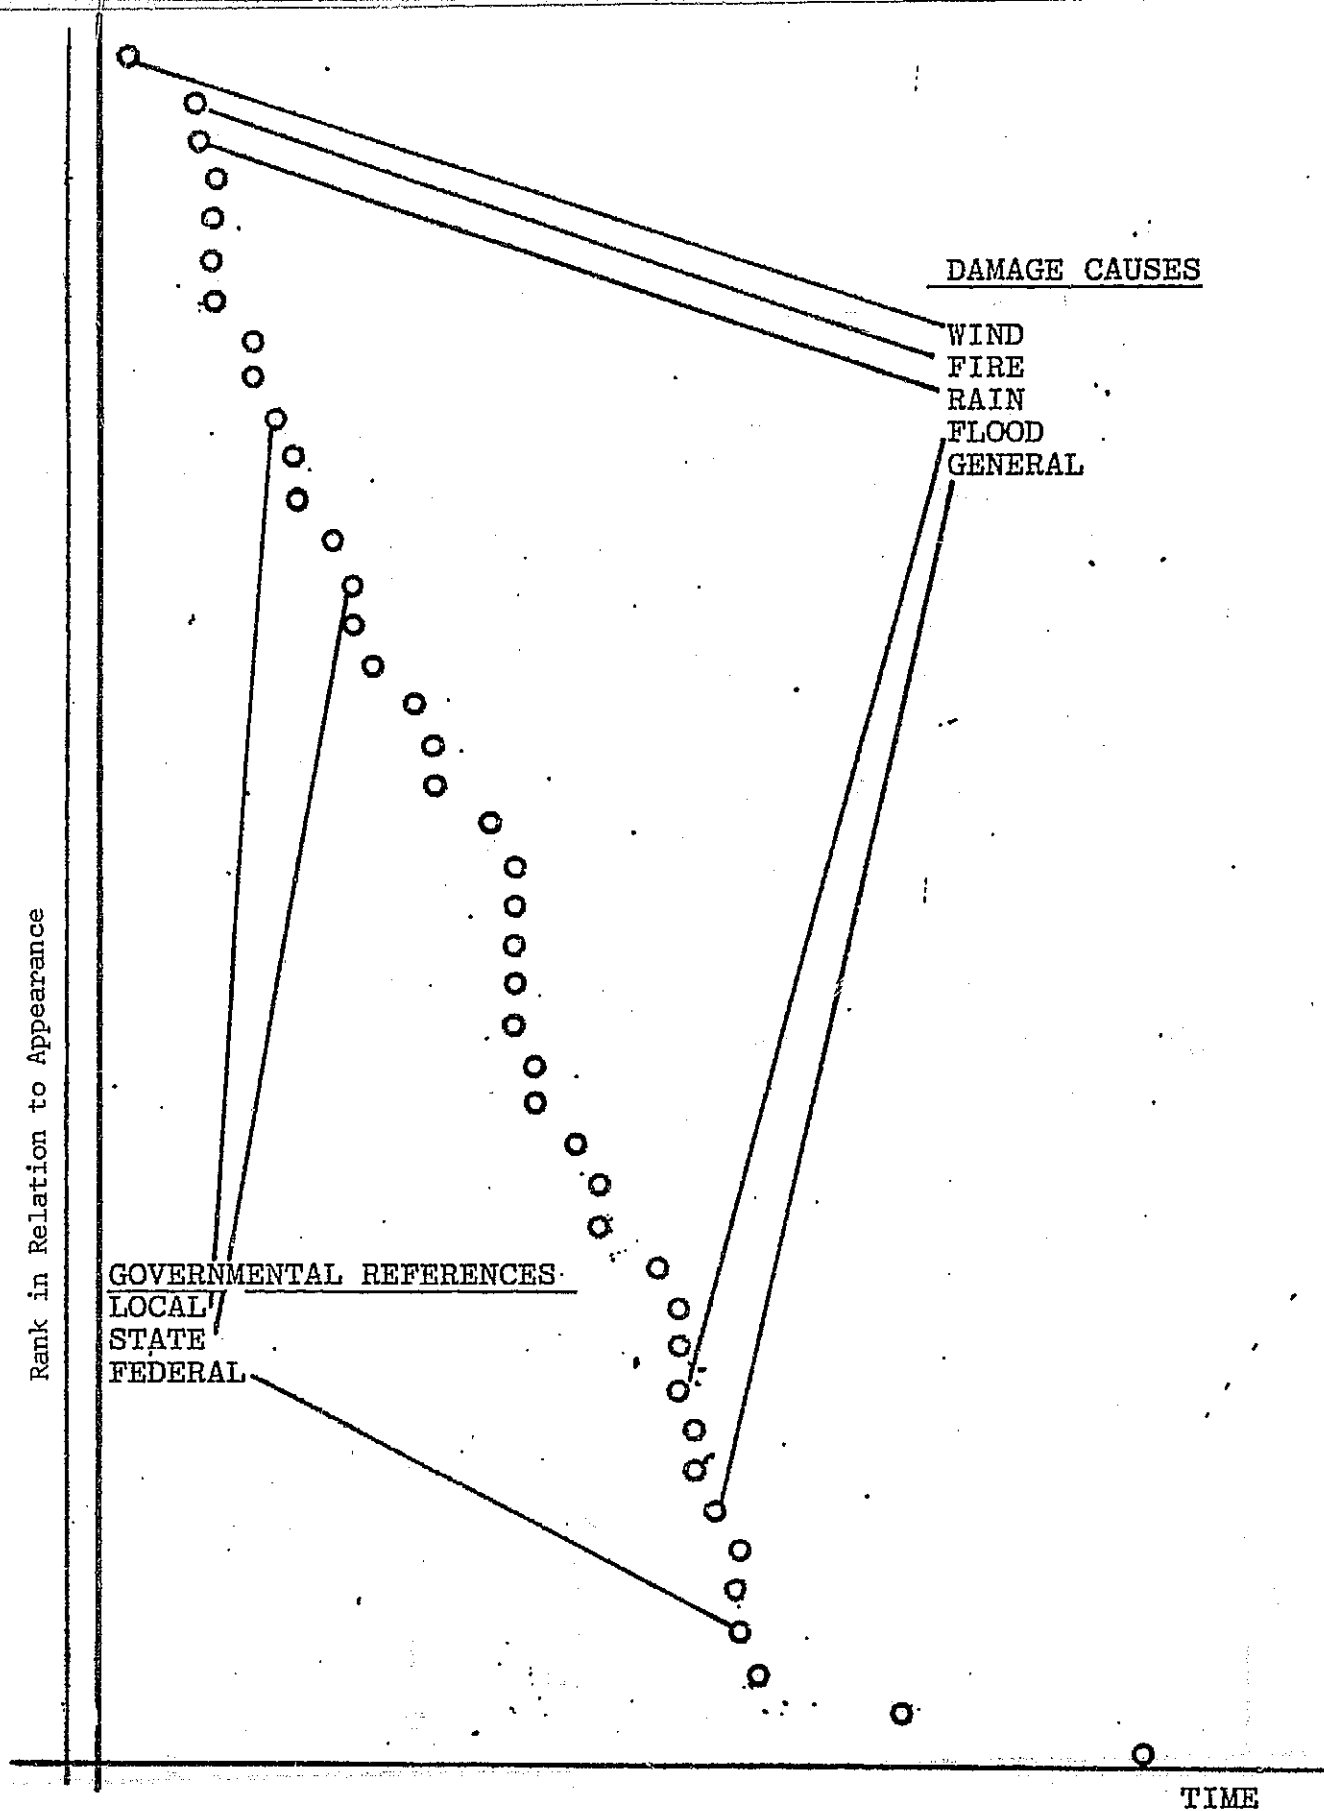 DAMAGE CAUSES
WIND
FIRE
RAIN
FLOOD
GENERAL
Rank in Relation to Appearance
GOVERNMENTAL REFERENCES
LOCAL
STATE
FEDERAL
TIME